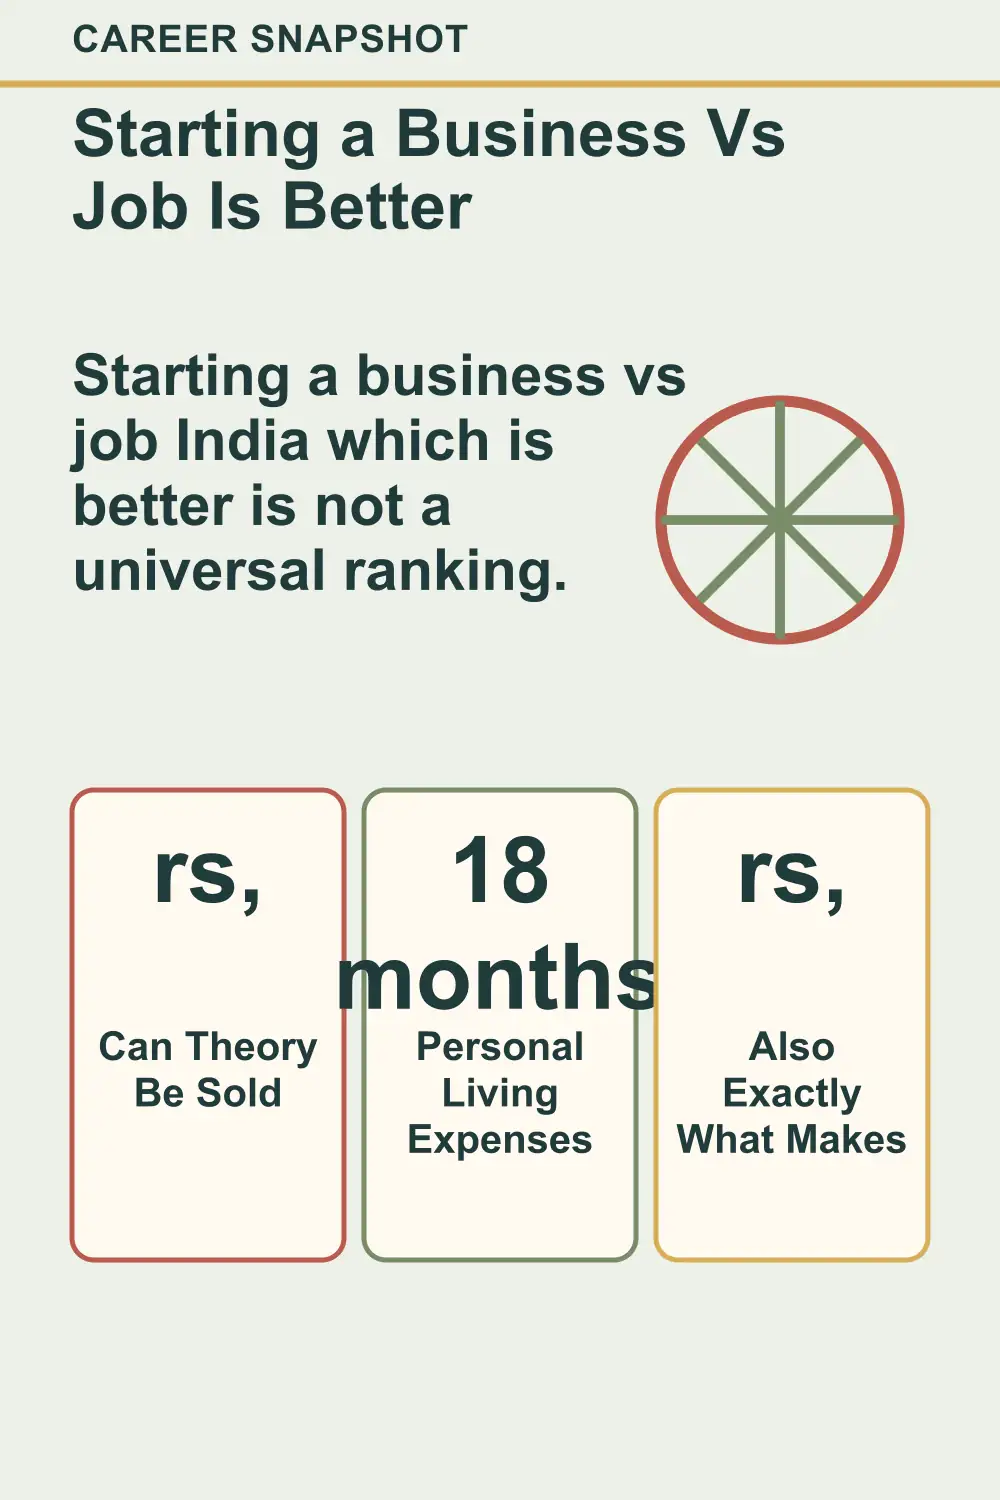 CAREER SNAPSHOT
Starting a Business Vs
Job Is Better
Starting a business vs
job India which is
better is not a
universal ranking.
rs,
Can Theory
Be Sold
18
months
Personal
Living
Expenses
rs,
Also
Exactly
What Makes